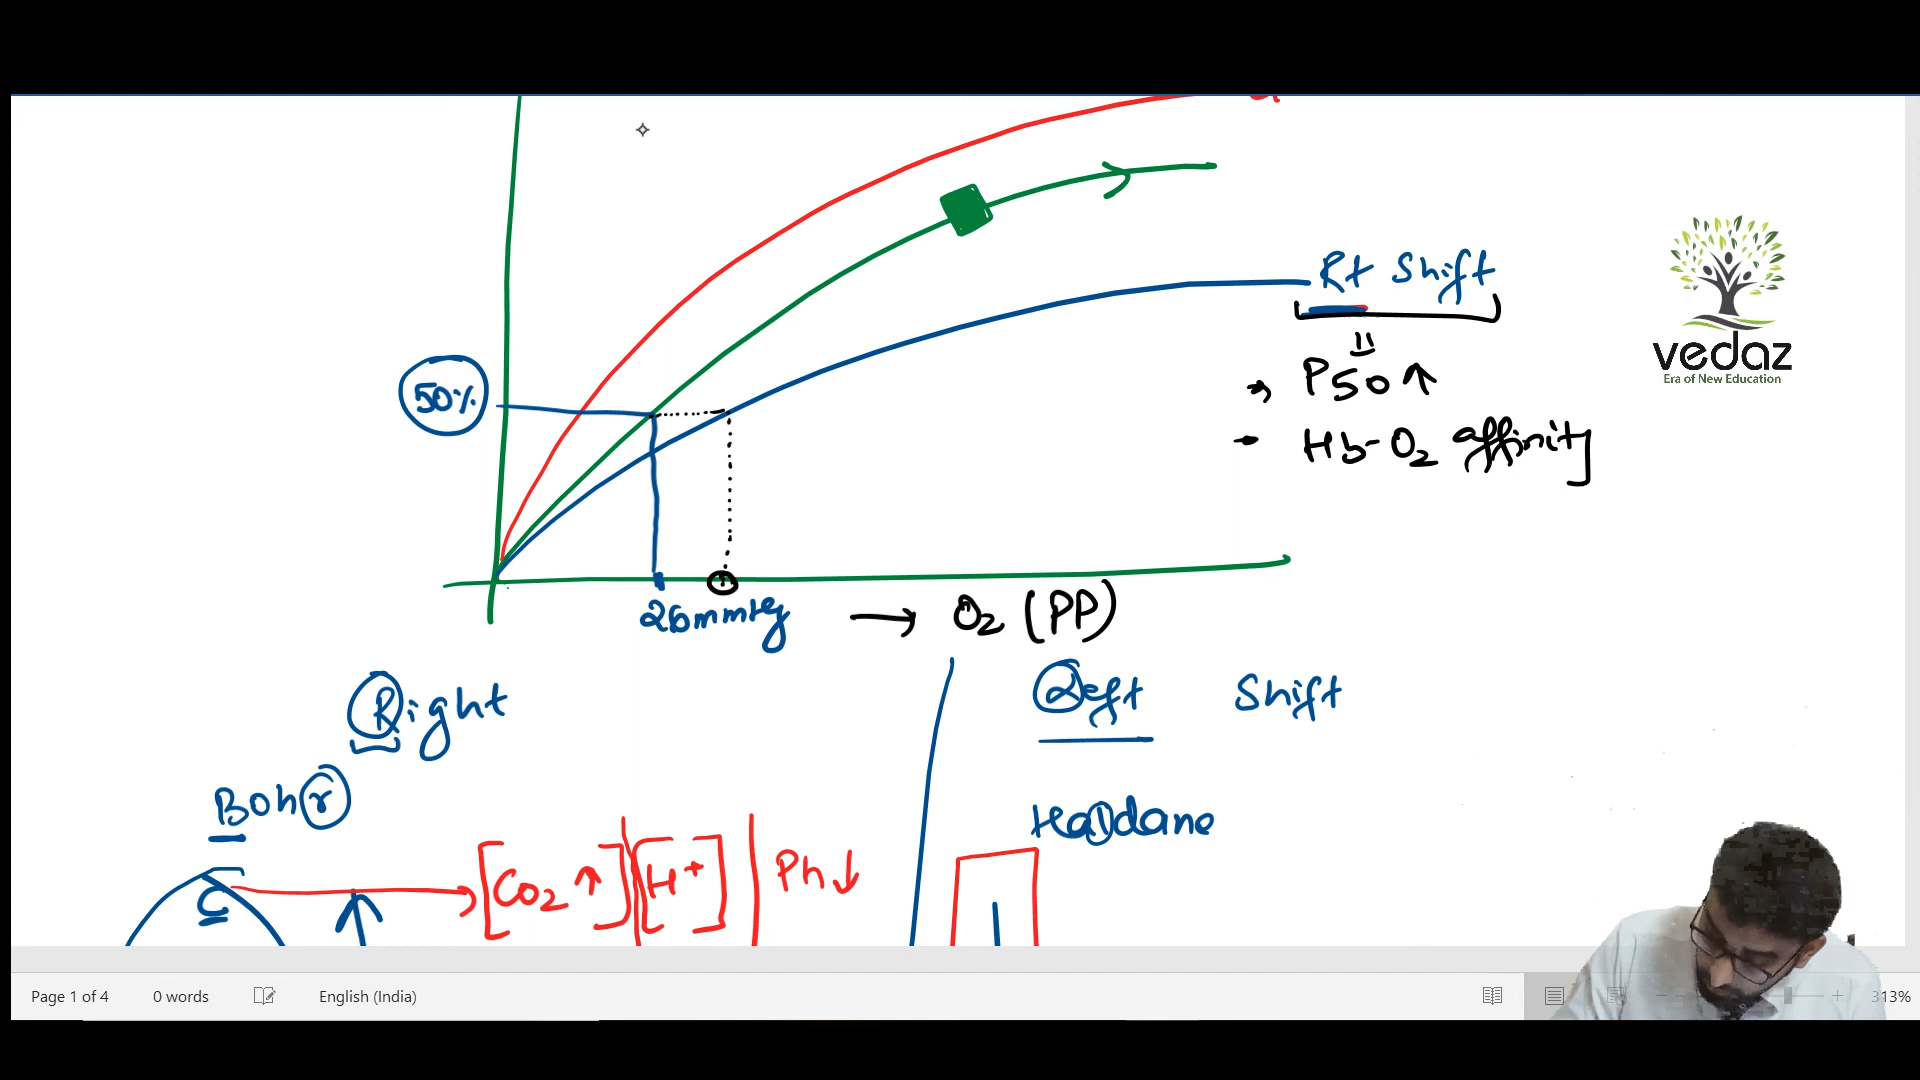 Rt Shift
50%
P50 ↑
Hb-O2 affinity
26mmHg → O2 (PP)
vedaz
Era of New Education
Right
Left Shift
Bohr
Haldane
C → [CO2 ↑] [H+] Ph↓
Page 1 of 4 0 words English (India) 313%